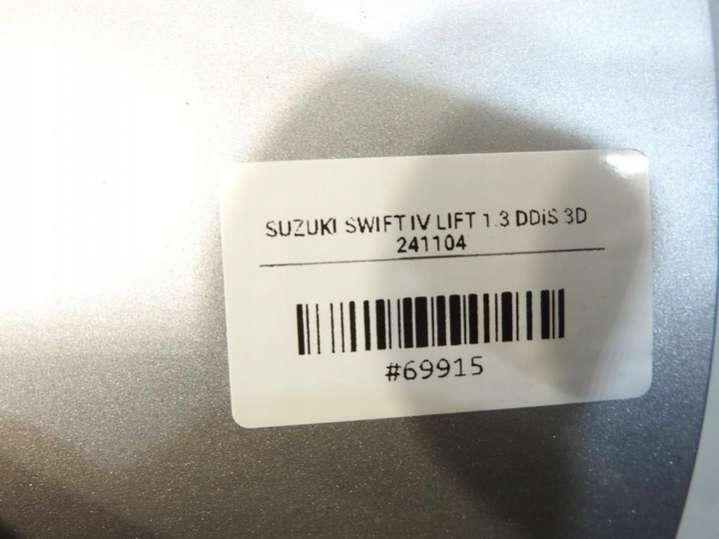 SUZUKI SWIFT IV LIFT 1.3 DDiS 3D
241104
#69915